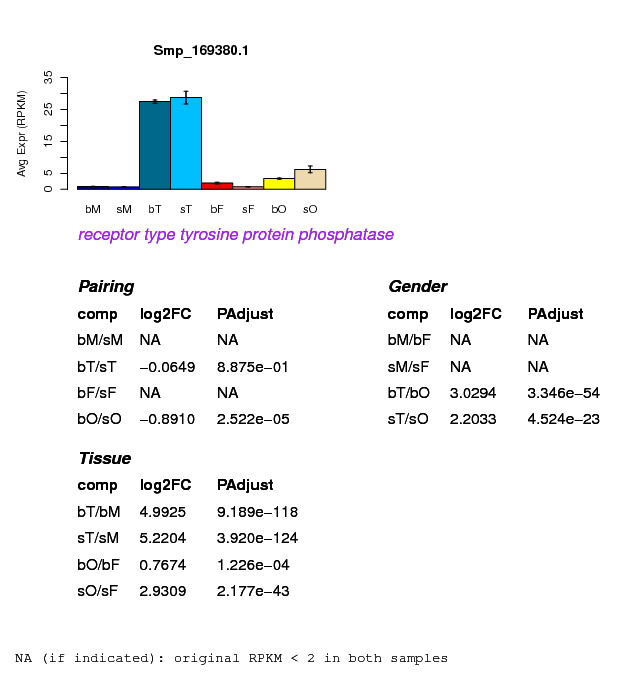 Smp_169380.1
Avg Expr (RPKM)
35
25
15
5
0
bM sM bT sT bF sF bO sO
receptor type tyrosine protein phosphatase
Pairing
comp log2FC PAdjust
bM/sM NA NA
bT/sT −0.0649 8.875e−01
bF/sF NA NA
bO/sO −0.8910 2.522e−05
Gender
comp log2FC PAdjust
bM/bF NA NA
sM/sF NA NA
bT/bO 3.0294 3.346e−54
sT/sO 2.2033 4.524e−23
Tissue
comp log2FC PAdjust
bT/bM 4.9925 9.189e−118
sT/sM 5.2204 3.920e−124
bO/bF 0.7674 1.226e−04
sO/sF 2.9309 2.177e−43
NA (if indicated): original RPKM < 2 in both samples